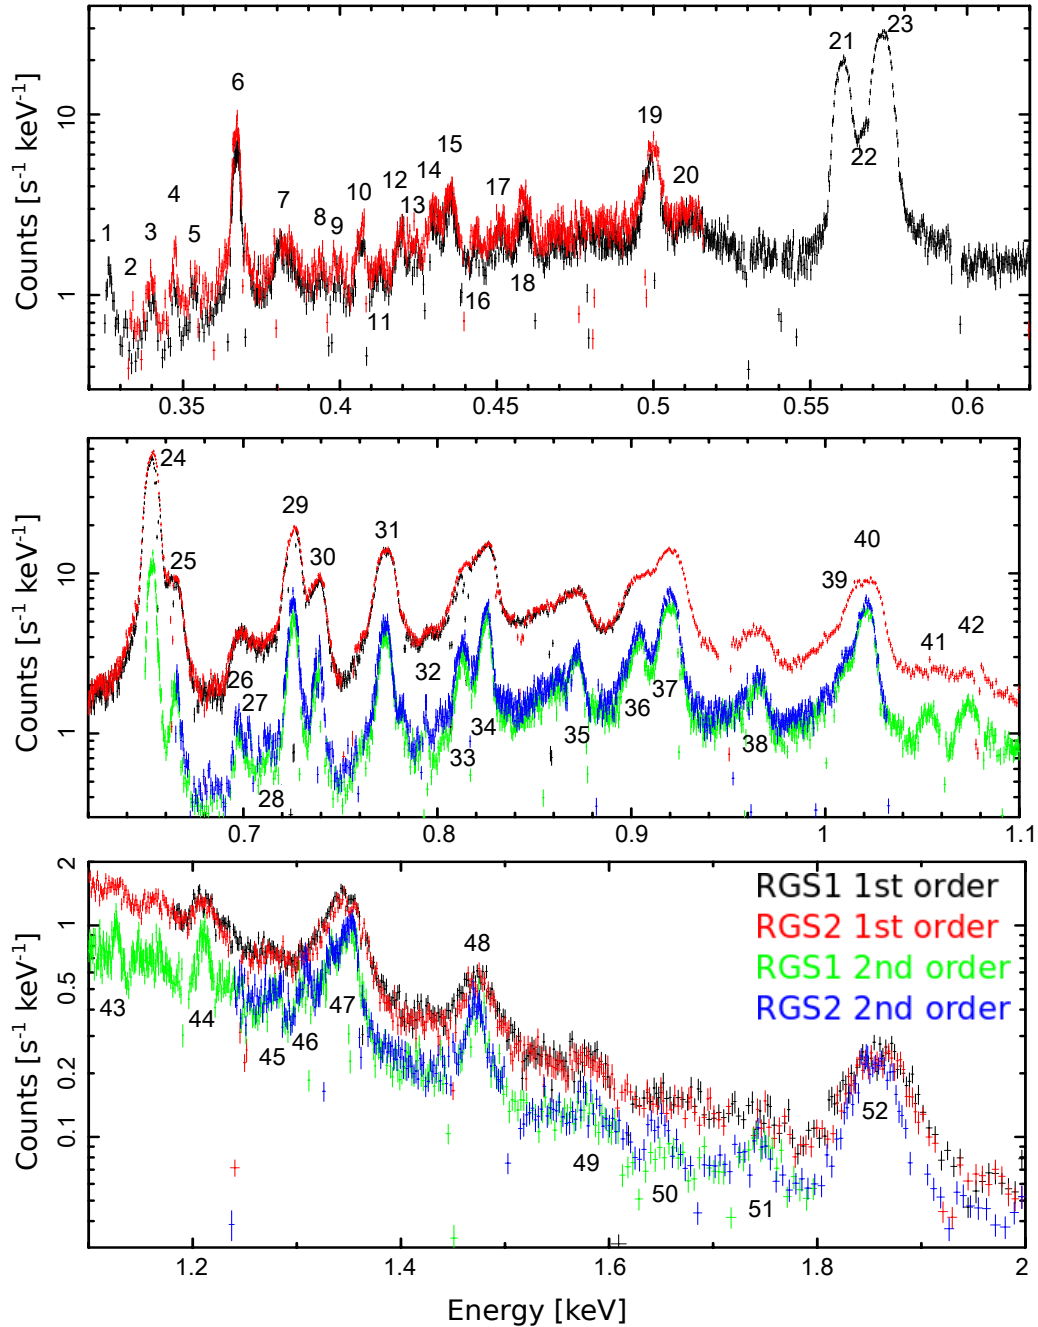 Counts [s⁻¹ keV⁻¹]
10
1
1 2 3 4 5 6 7 8 9 10 11 12 13 14 15 16 17 18 19 20 21 22 23
0.35 0.4 0.45 0.5 0.55 0.6
Counts [s⁻¹ keV⁻¹]
10
1
24 25 26 27 28 29 30 31 32 33 34 35 36 37 38 39 40 41 42
0.7 0.8 0.9 1 1.1
Counts [s⁻¹ keV⁻¹]
2
1
0.5
0.2
0.1
RGS1 1st order
RGS2 1st order
RGS1 2nd order
RGS2 2nd order
43 44 45 46 47 48 49 50 51 52
1.2 1.4 1.6 1.8 2
Energy [keV]